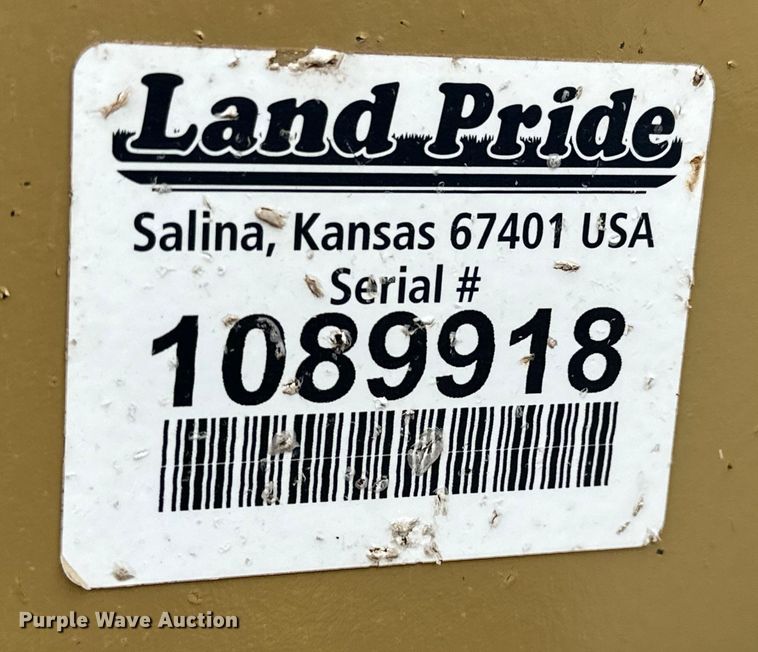 Land Pride
Salina, Kansas 67401 USA
Serial #
1089918
Purple Wave Auction